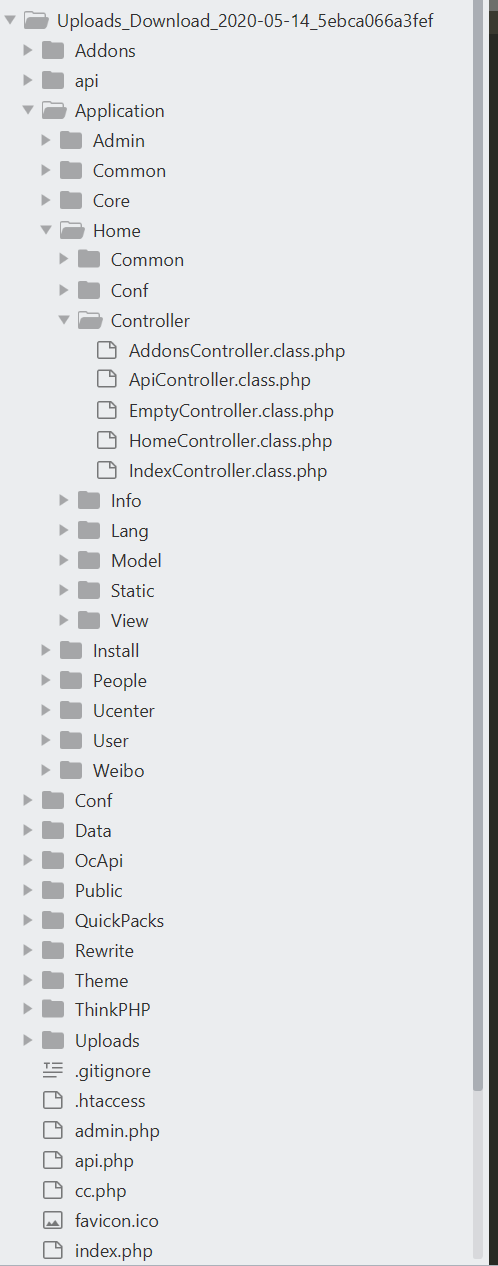 Uploads_Download_2020-05-14_5ebca066a3fef
Addons
api
Application
Admin
Common
Core
Home
Common
Conf
Controller
AddonsController.class.php
ApiController.class.php
EmptyController.class.php
HomeController.class.php
IndexController.class.php
Info
Lang
Model
Static
View
Install
People
Ucenter
User
Weibo
Conf
Data
OcApi
Public
QuickPacks
Rewrite
Theme
ThinkPHP
Uploads
.gitignore
.htaccess
admin.php
api.php
cc.php
favicon.ico
index.php